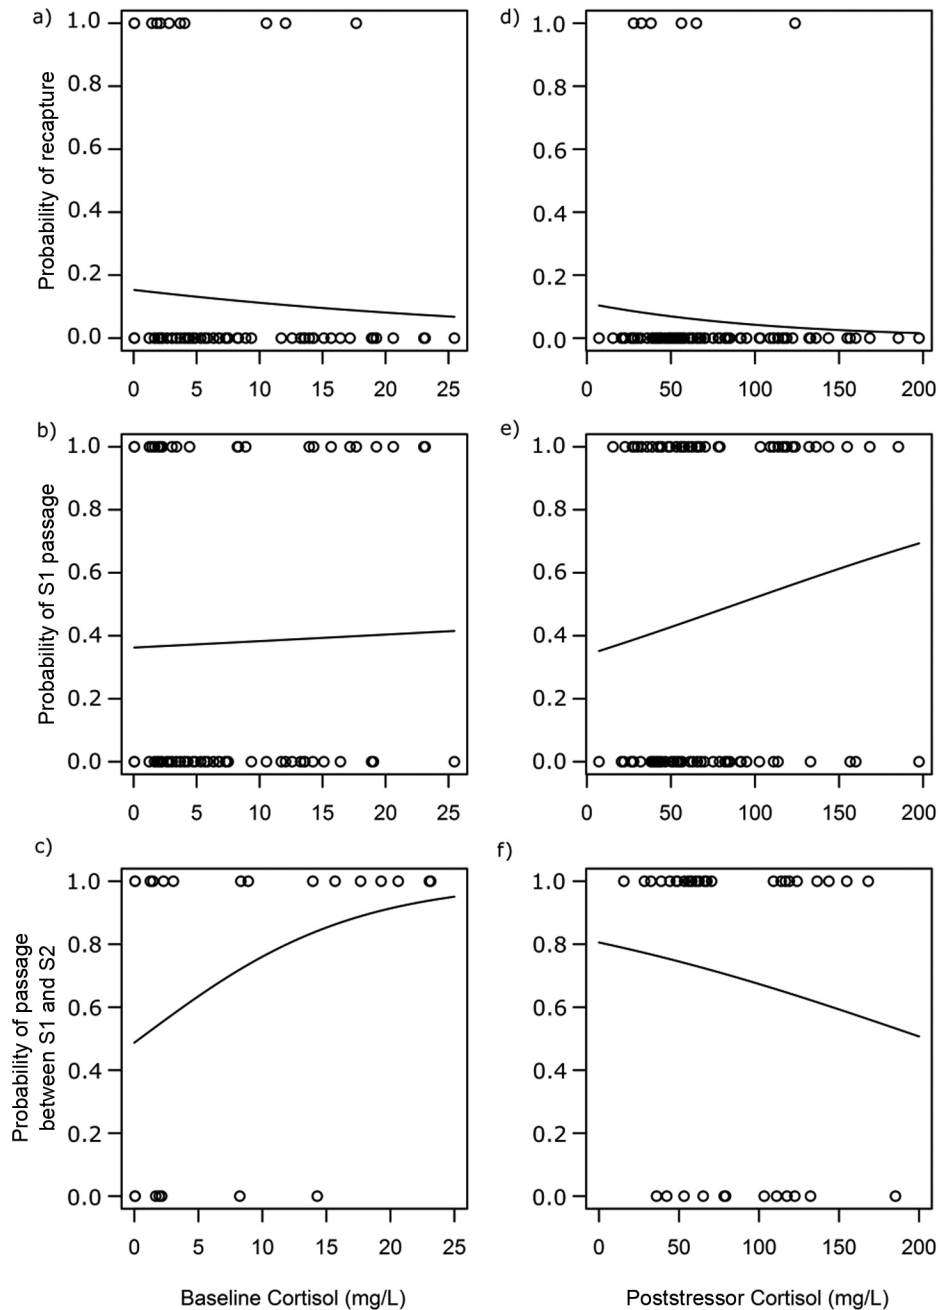 a)
Probability of recapture
1.0
0.8
0.6
0.4
0.2
0.0
0 5 10 15 20 25
d)
1.0
0.8
0.6
0.4
0.2
0.0
0 50 100 150 200
b)
Probability of S1 passage
1.0
0.8
0.6
0.4
0.2
0.0
0 5 10 15 20 25
e)
1.0
0.8
0.6
0.4
0.2
0.0
0 50 100 150 200
c)
Probability of passage
between S1 and S2
1.0
0.8
0.6
0.4
0.2
0.0
0 5 10 15 20 25
Baseline Cortisol (mg/L)
f)
1.0
0.8
0.6
0.4
0.2
0.0
0 50 100 150 200
Poststressor Cortisol (mg/L)